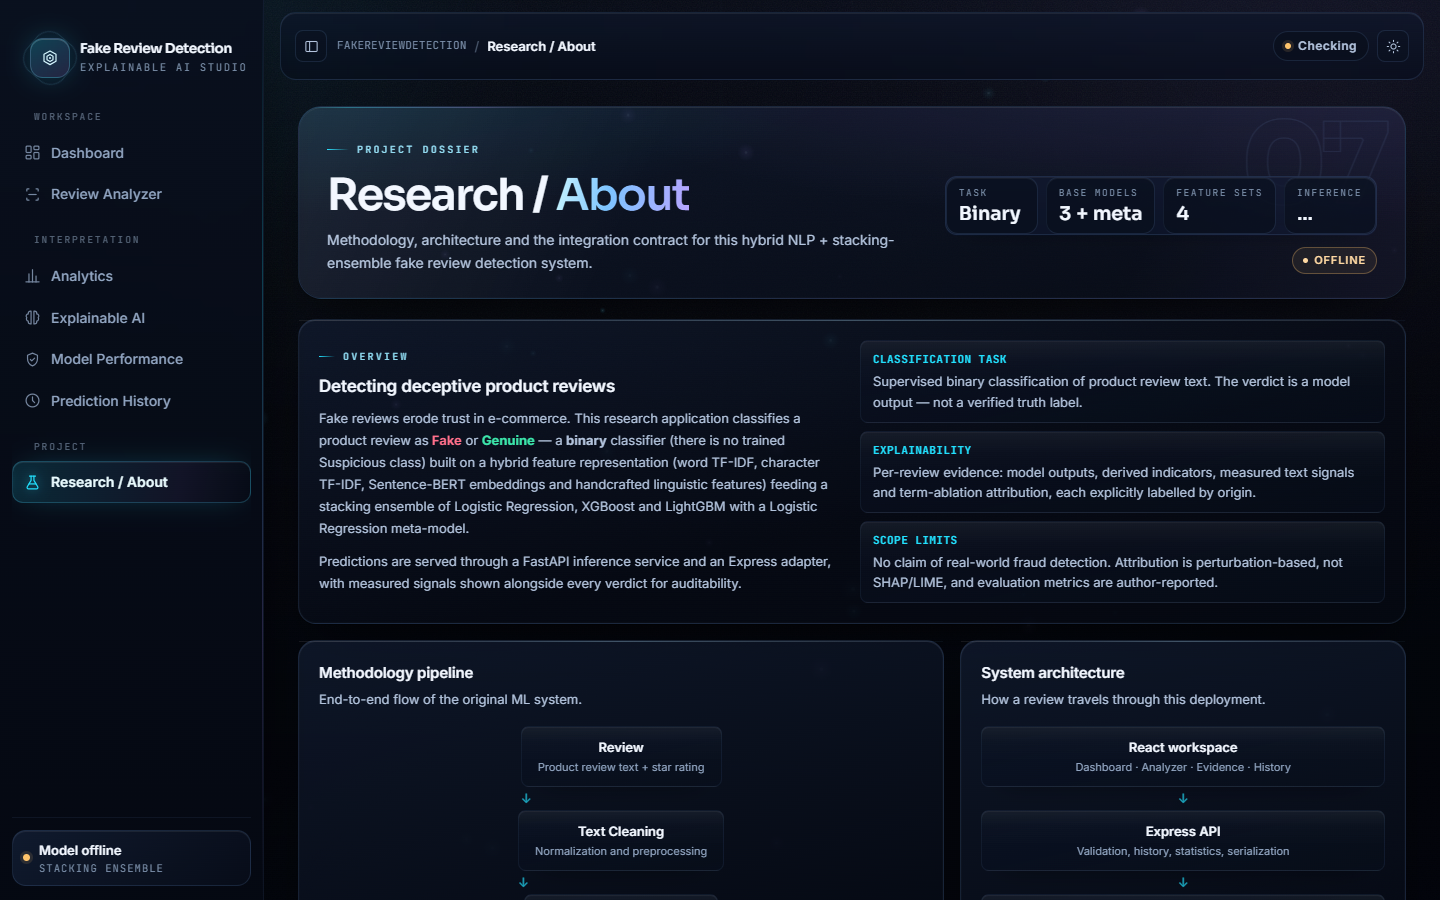 Fake Review Detection
EXPLAINABLE AI STUDIO
WORKSPACE
Dashboard
Review Analyzer
INTERPRETATION
Analytics
Explainable AI
Model Performance
Prediction History
PROJECT
Research / About
Model offline
STACKING ENSEMBLE
FAKEREVIEWDETECTION / Research / About
Checking
07
PROJECT DOSSIER
Research / About
Methodology, architecture and the integration contract for this hybrid NLP + stacking-
ensemble fake review detection system.
TASK
Binary
BASE MODELS
3 + meta
FEATURE SETS
4
INFERENCE
...
OFFLINE
OVERVIEW
Detecting deceptive product reviews
Fake reviews erode trust in e-commerce. This research application classifies a
product review as Fake or Genuine — a binary classifier (there is no trained
Suspicious class) built on a hybrid feature representation (word TF-IDF, character
TF-IDF, Sentence-BERT embeddings and handcrafted linguistic features) feeding a
stacking ensemble of Logistic Regression, XGBoost and LightGBM with a Logistic
Regression meta-model.
Predictions are served through a FastAPI inference service and an Express adapter,
with measured signals shown alongside every verdict for auditability.
CLASSIFICATION TASK
Supervised binary classification of product review text. The verdict is a model
output — not a verified truth label.
EXPLAINABILITY
Per-review evidence: model outputs, derived indicators, measured text signals
and term-ablation attribution, each explicitly labelled by origin.
SCOPE LIMITS
No claim of real-world fraud detection. Attribution is perturbation-based, not
SHAP/LIME, and evaluation metrics are author-reported.
Methodology pipeline
End-to-end flow of the original ML system.
Review
Product review text + star rating
↓
Text Cleaning
Normalization and preprocessing
↓
System architecture
How a review travels through this deployment.
React workspace
Dashboard · Analyzer · Evidence · History
↓
Express API
Validation, history, statistics, serialization
↓